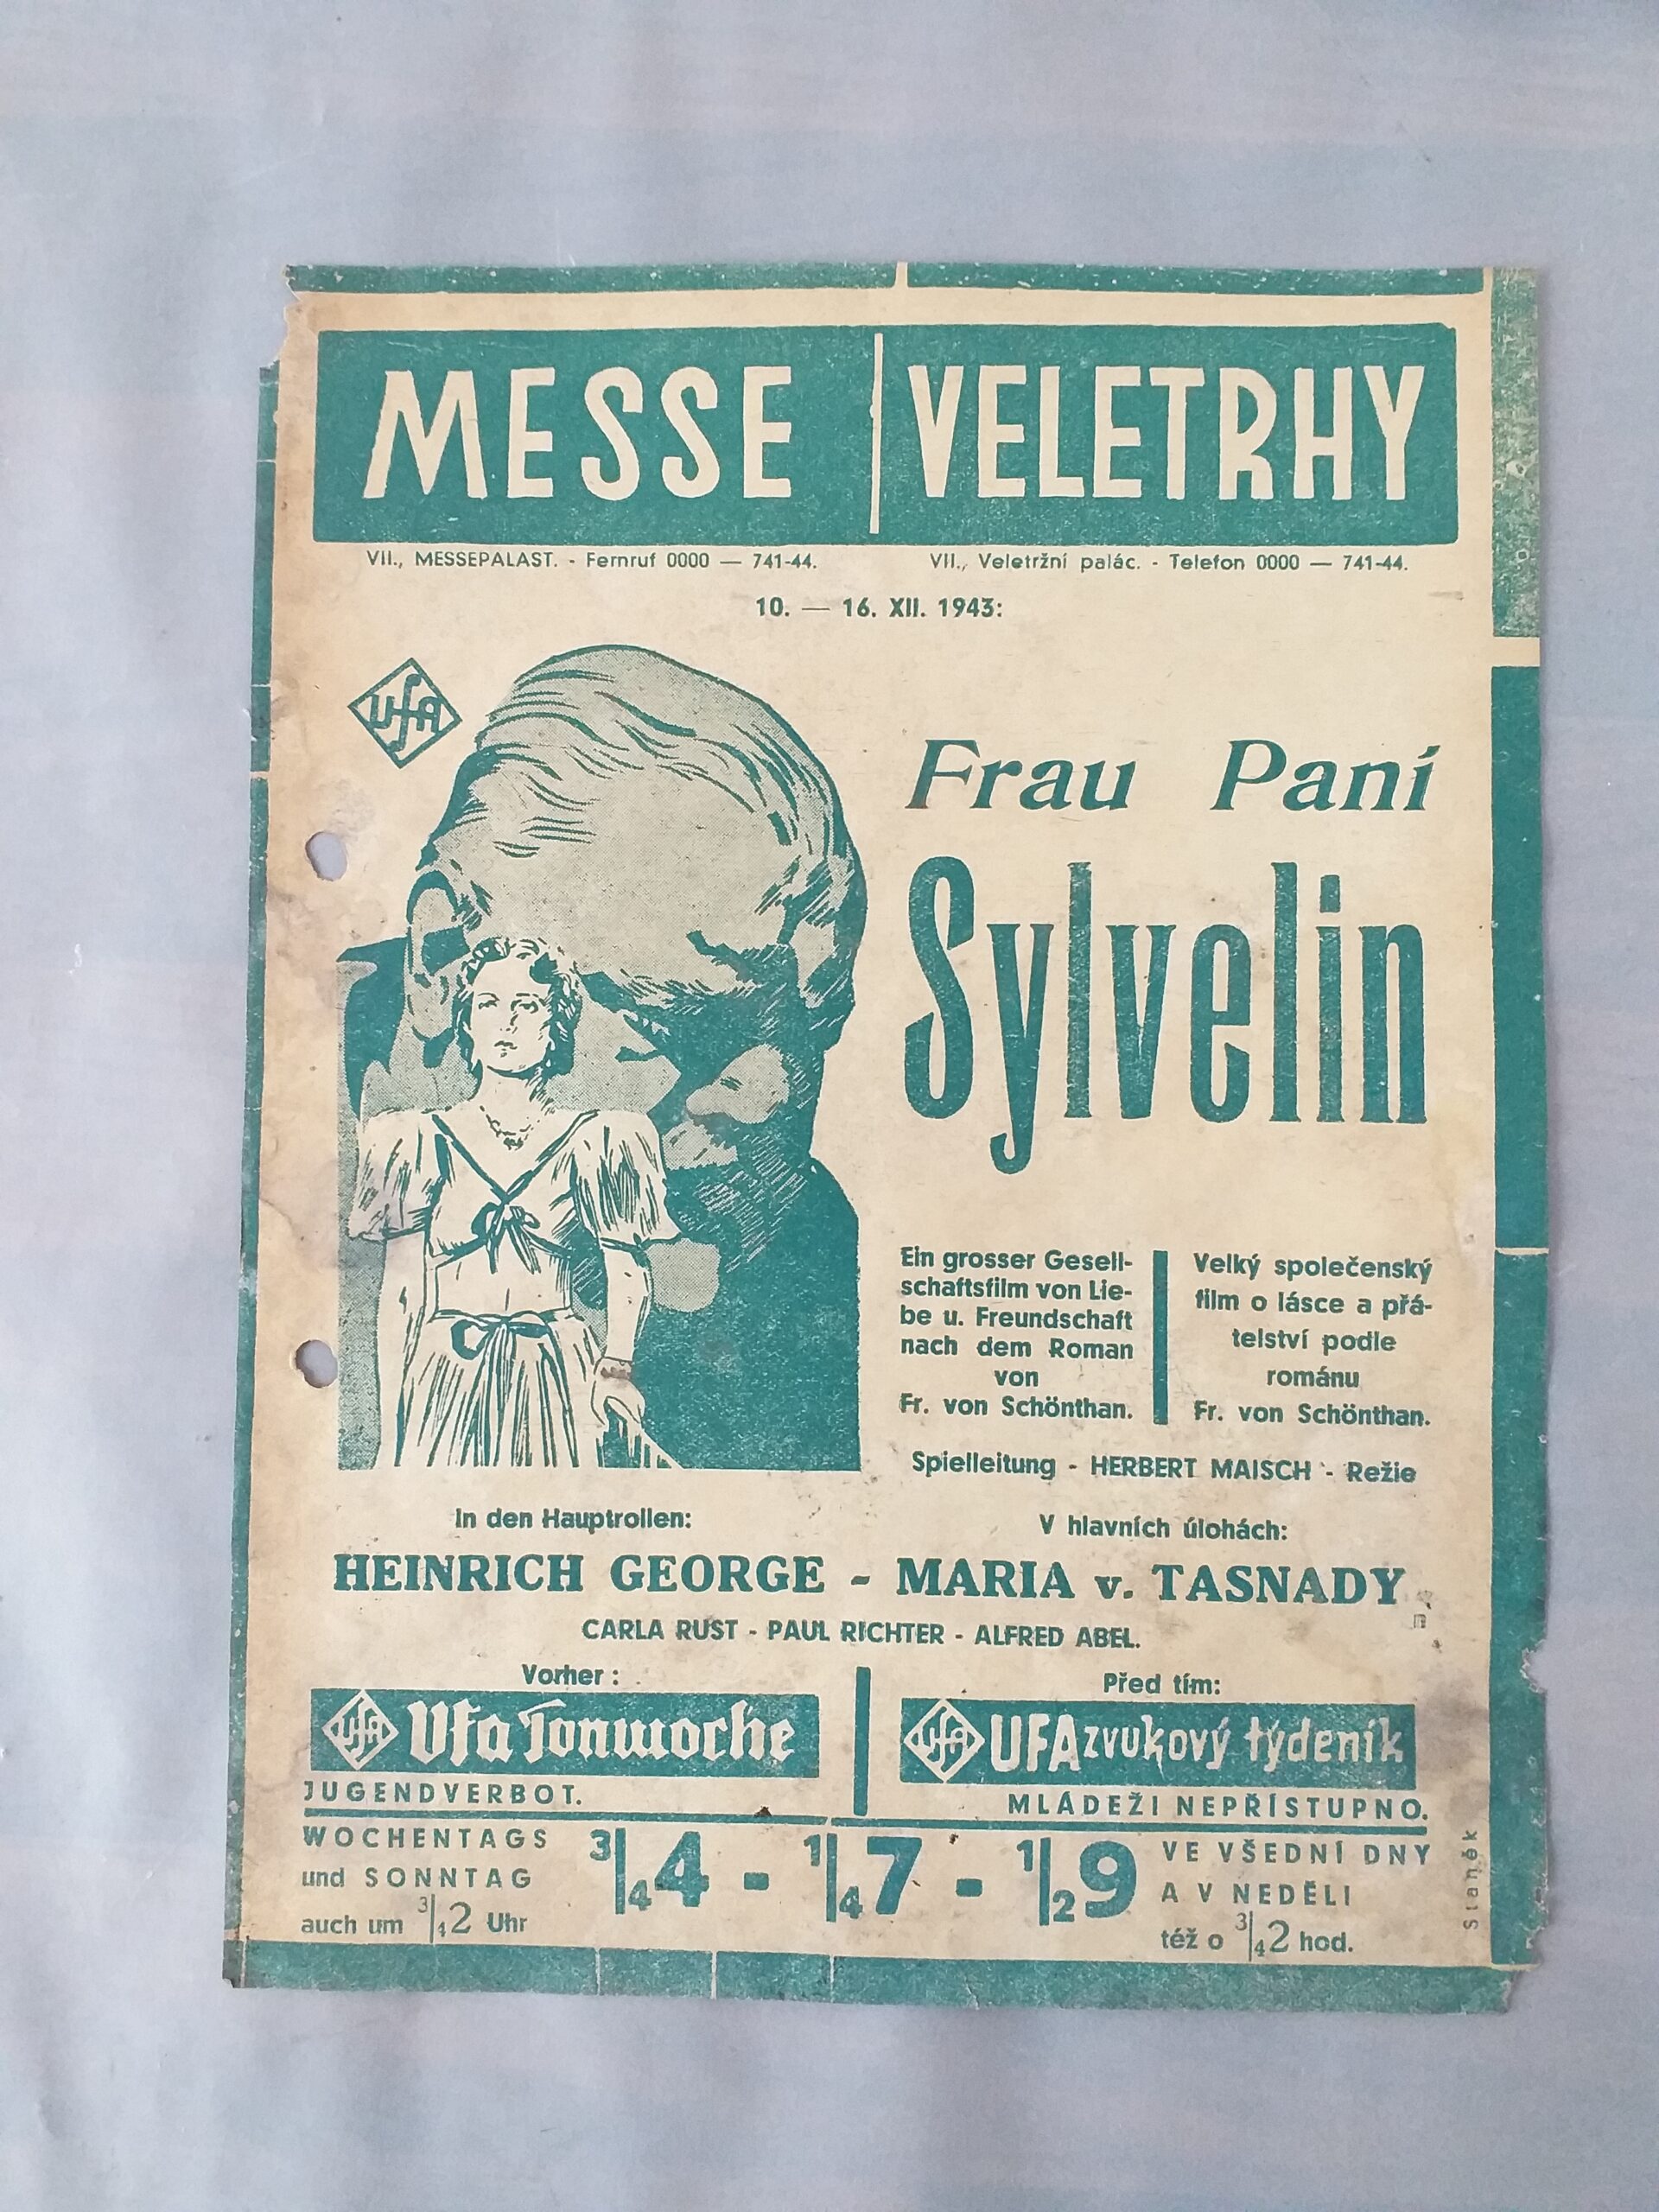 MESSE VELETRHY
VII., MESSEPALAST. - Fernruf 0000 — 741-44.
VII., Veletržní palác. - Telefon 0000 — 741-44.
10. — 16. XII. 1943:
UfA
Frau Paní
Sylvelin
Ein grosser Gesell-
schaftsfilm von Lie-
be u. Freundschaft
nach dem Roman
von
Fr. von Schönthan.
Velký společenský
film o lásce a přá-
telství podle
románu
Fr. von Schönthan.
Spielleitung - HERBERT MAISCH - Režie
In den Hauptrollen:
V hlavních úlohách:
HEINRICH GEORGE - MARIA v. TASNADY
CARLA RUST - PAUL RICHTER - ALFRED ABEL.
Vorher :
UfA Ufa Tonwoche
JUGENDVERBOT.
Před tím:
UfA UFA zvukový týdeník
MLÁDEŽI NEPŘÍSTUPNO.
WOCHENTAGS
und SONNTAG
auch um 3/4 2 Uhr
3/4 4 - 1/4 7 - 1/2 9
VE VŠEDNÍ DNY
A V NEDĚLI
též o 3/4 2 hod.
Staněk